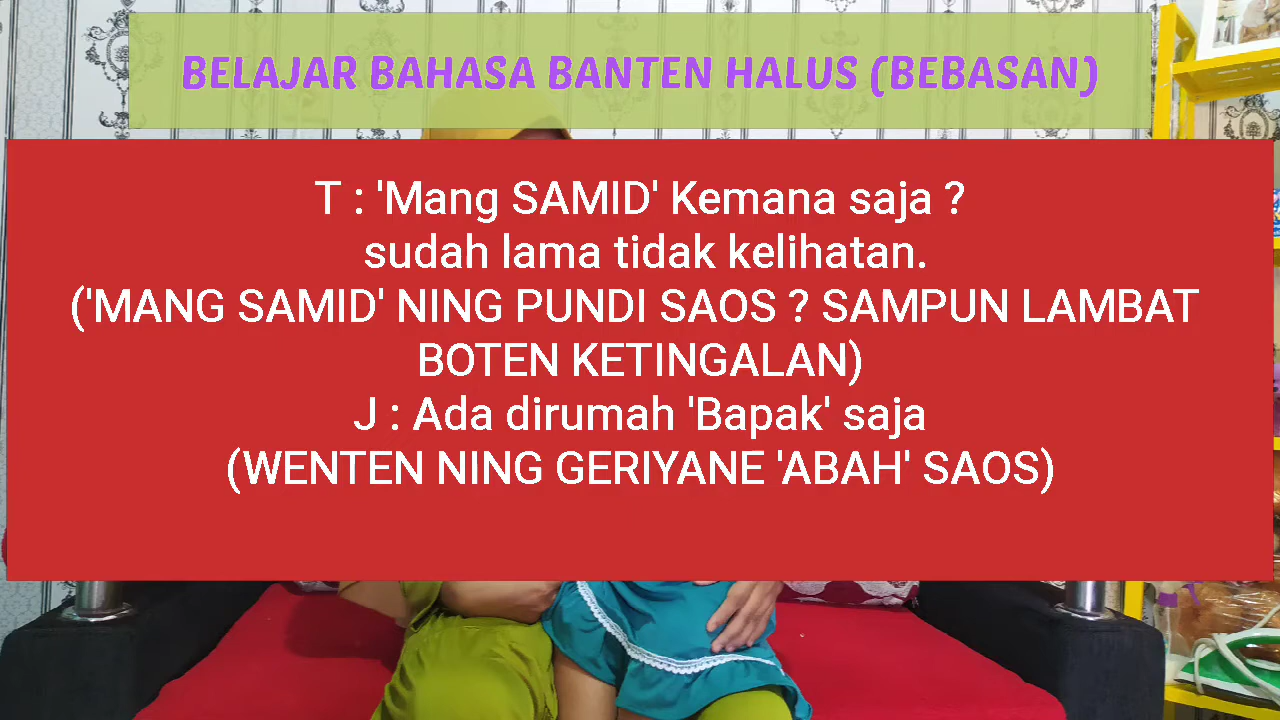 BELAJAR BAHASA BANTEN HALUS (BEBASAN)
T : 'Mang SAMID' Kemana saja ?
sudah lama tidak kelihatan.
('MANG SAMID' NING PUNDI SAOS ? SAMPUN LAMBAT
BOTEN KETINGALAN)
J : Ada dirumah 'Bapak' saja
(WENTEN NING GERIYANE 'ABAH' SAOS)